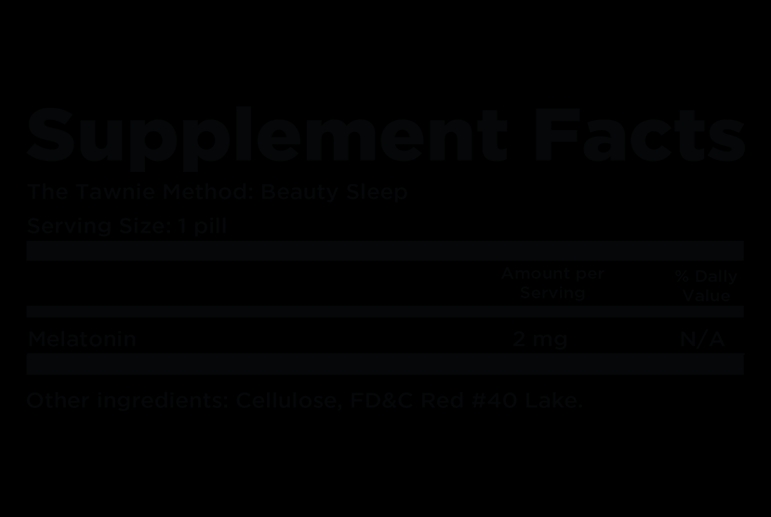 Supplement Facts
The Tawnie Method: Beauty Sleep
Serving Size: 1 pill
Amount per Serving
% Daily Value
Melatonin 2 mg N/A
Other ingredients: Cellulose, FD&C Red #40 Lake.